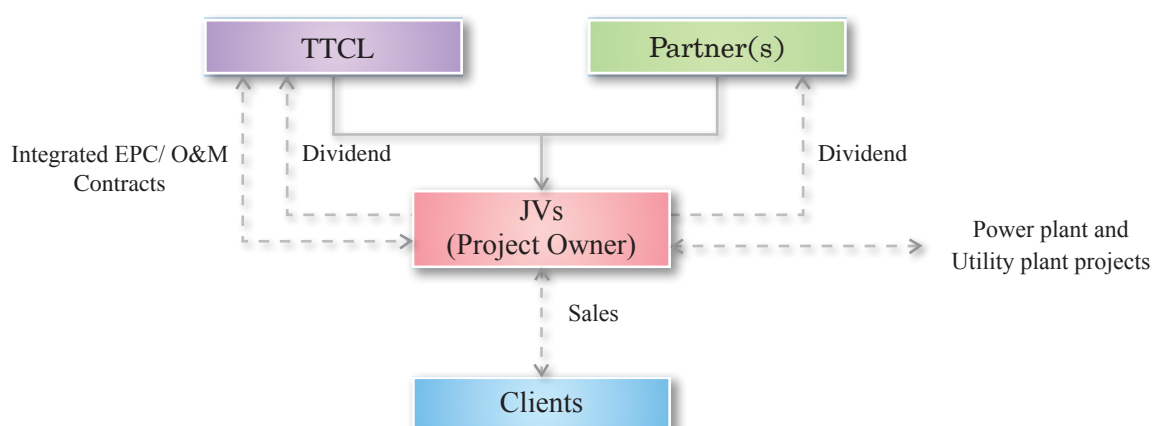 TTCL
Partner(s)
Integrated EPC/ O&M
Contracts
Dividend
Dividend
JVs
(Project Owner)
Power plant and
Utility plant projects
Sales
Clients